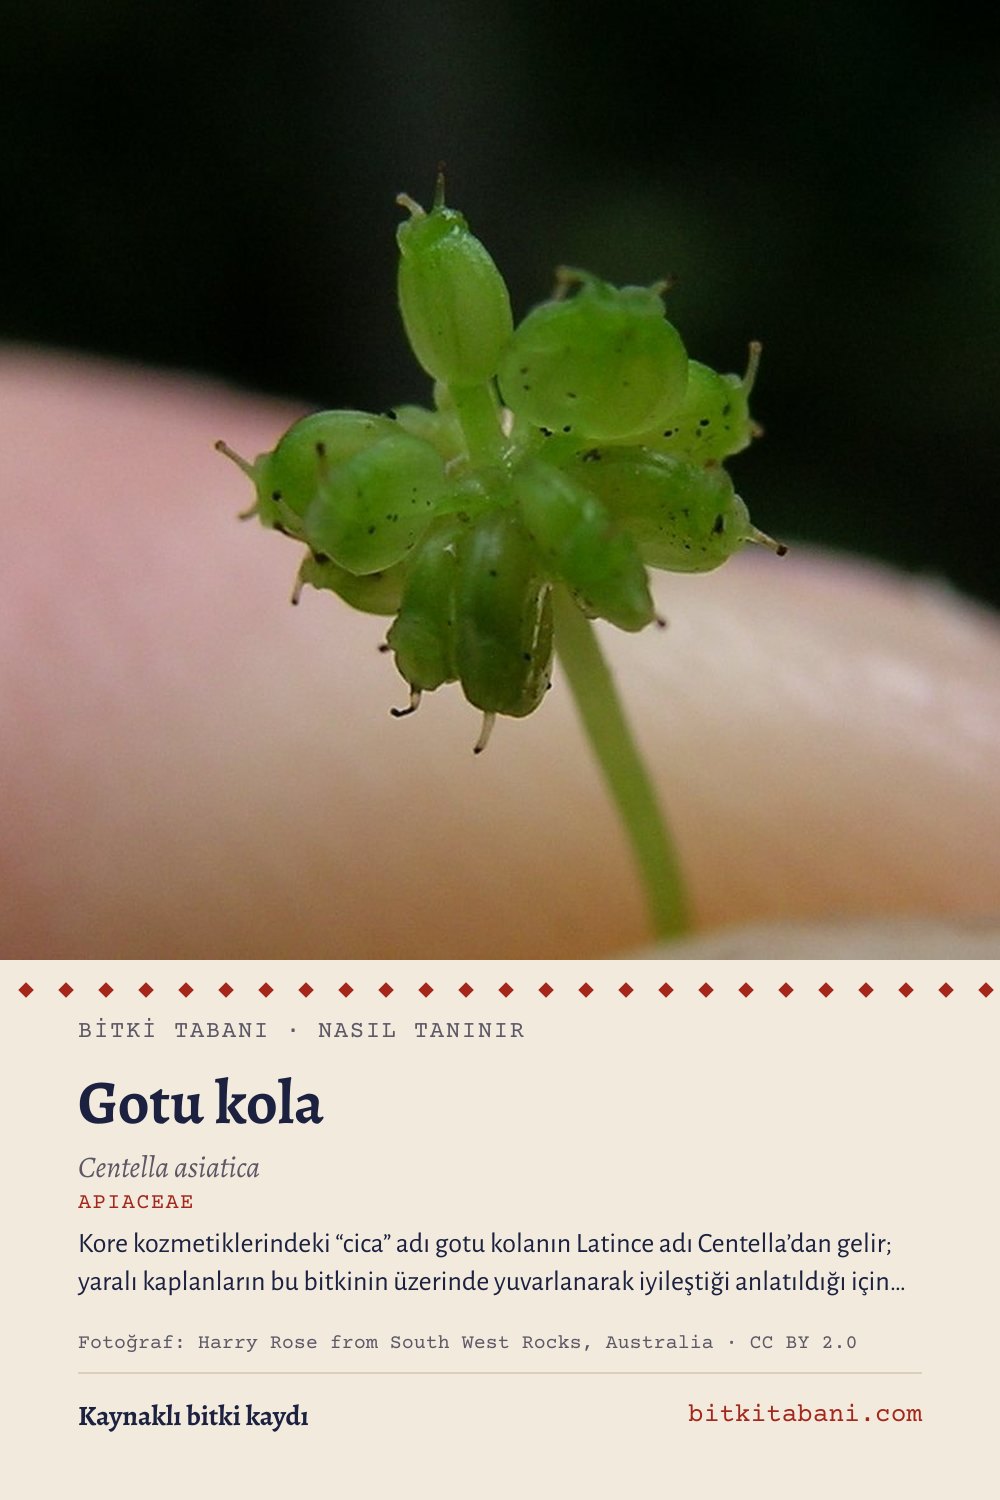 BİTKİ TABANI · NASIL TANINIR
Gotu kola
Centella asiatica
APIACEAE
Kore kozmetiklerindeki “cica” adı gotu kolanın Latince adı Centella’dan gelir;
yaralı kaplanların bu bitkinin üzerinde yuvarlanarak iyileştiği anlatıldığı için…
Fotoğraf: Harry Rose from South West Rocks, Australia · CC BY 2.0
Kaynaklı bitki kaydı
bitkitabani.com